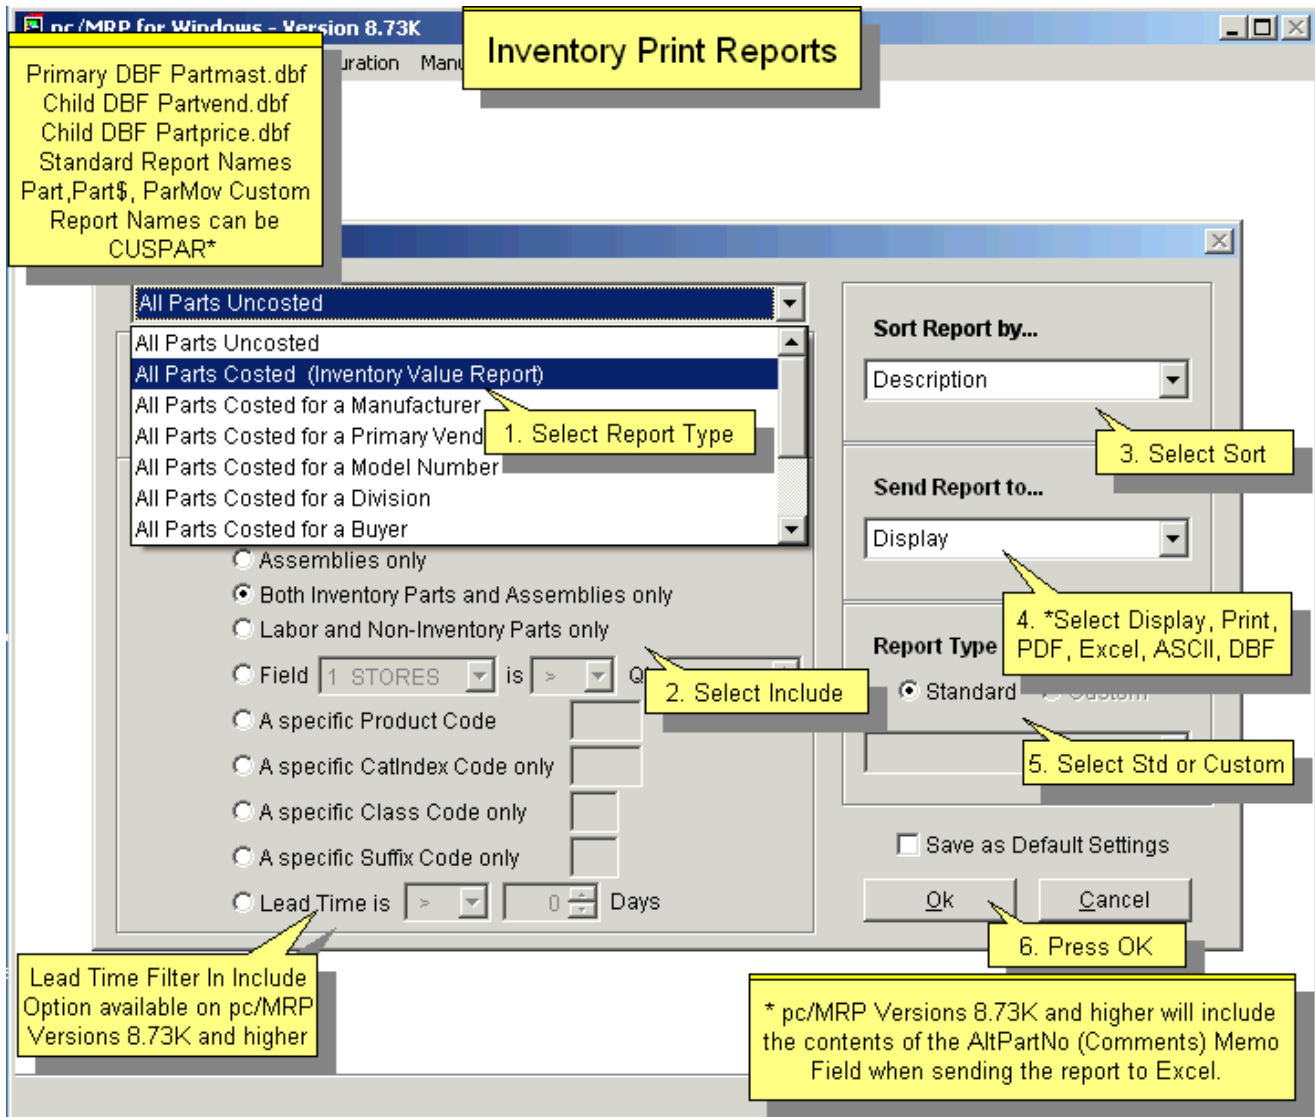 pc/MRP for Windows - Version 8.73K
Inventory Print Reports
Primary DBF Partmast.dbf
Child DBF Partvend.dbf
Child DBF Partprice.dbf
Standard Report Names
Part,Part$, ParMov Custom
Report Names can be
CUSPAR*
All Parts Uncosted
All Parts Uncosted
All Parts Costed (Inventory Value Report)
All Parts Costed for a Manufacturer
All Parts Costed for a Primary
All Parts Costed for a Model Number
All Parts Costed for a Division
All Parts Costed for a Buyer
1. Select Report Type
Assemblies only
Both Inventory Parts and Assemblies only
Labor and Non-Inventory Parts only
Field 1 STORES is >
2. Select Include
A specific Product Code
A specific CatIndex Code only
A specific Class Code only
A specific Suffix Code only
Lead Time is > 0 Days
Sort Report by...
Description
3. Select Sort
Send Report to...
Display
4. *Select Display, Print,
PDF, Excel, ASCII, DBF
Report Type
Standard
5. Select Std or Custom
Save as Default Settings
Ok Cancel
6. Press OK
Lead Time Filter In Include
Option available on pc/MRP
Versions 8.73K and higher
* pc/MRP Versions 8.73K and higher will include
the contents of the AltPartNo (Comments) Memo
Field when sending the report to Excel.